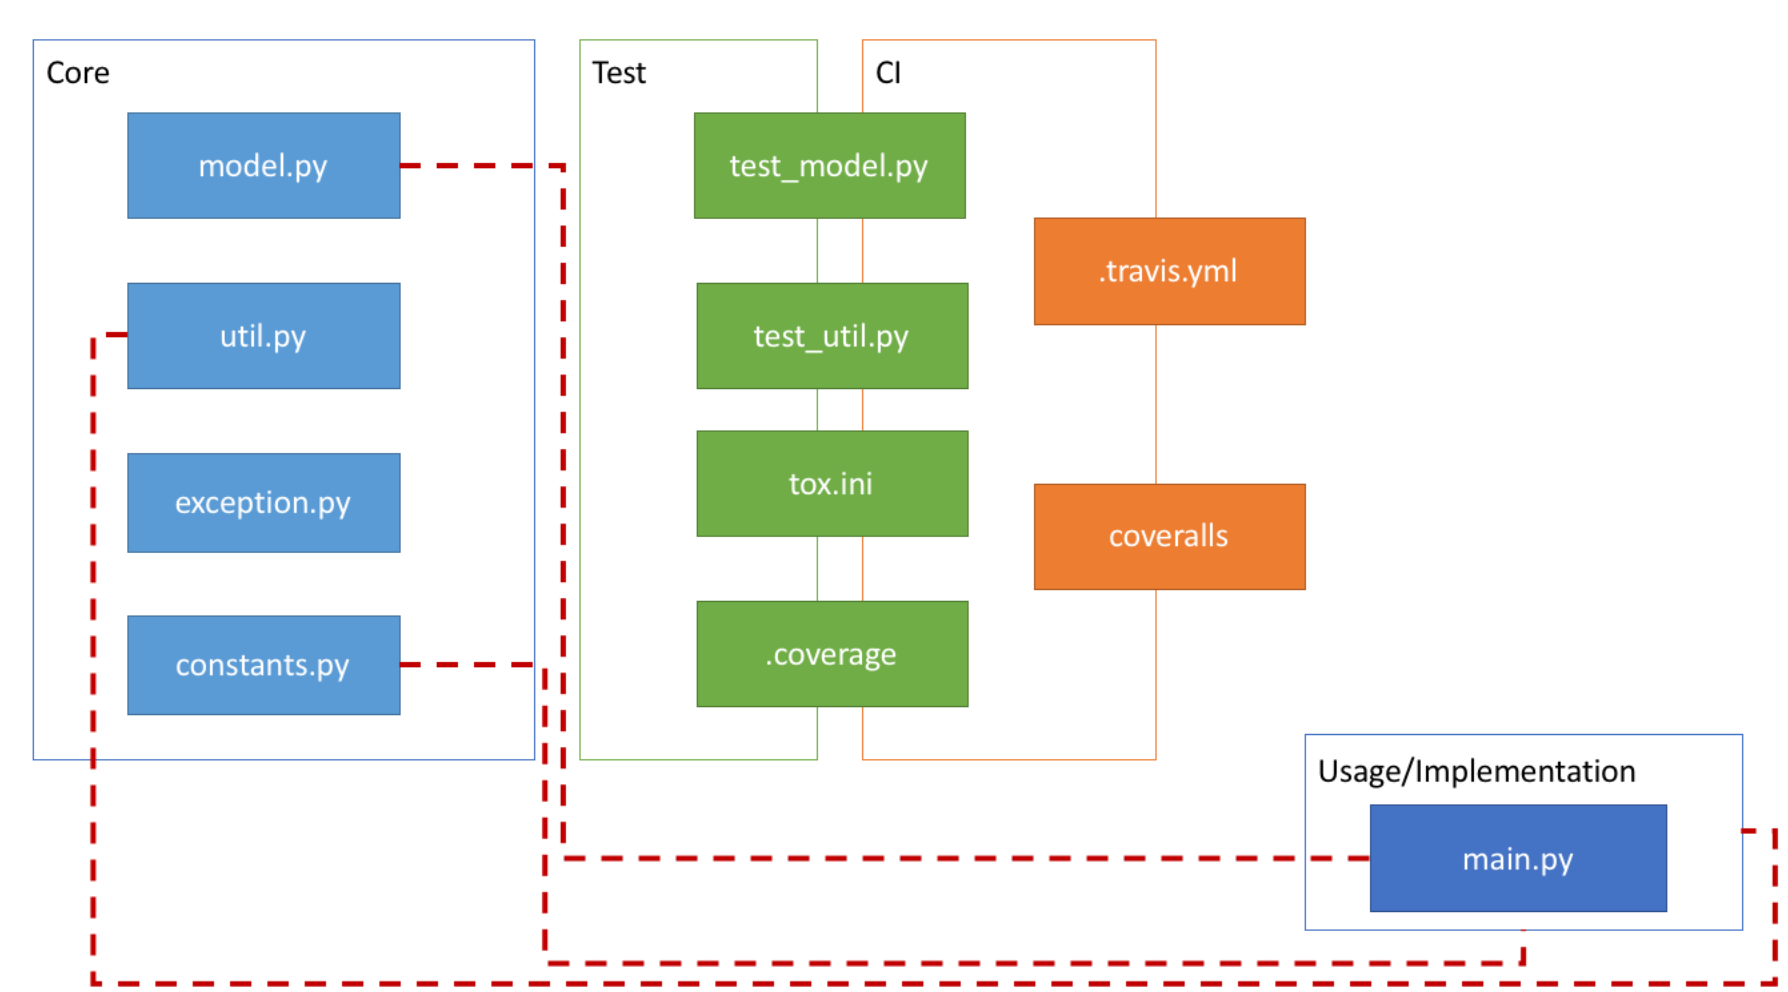 Core
model.py
util.py
exception.py
constants.py
Test
test_model.py
test_util.py
tox.ini
.coverage
CI
.travis.yml
coveralls
Usage/Implementation
main.py